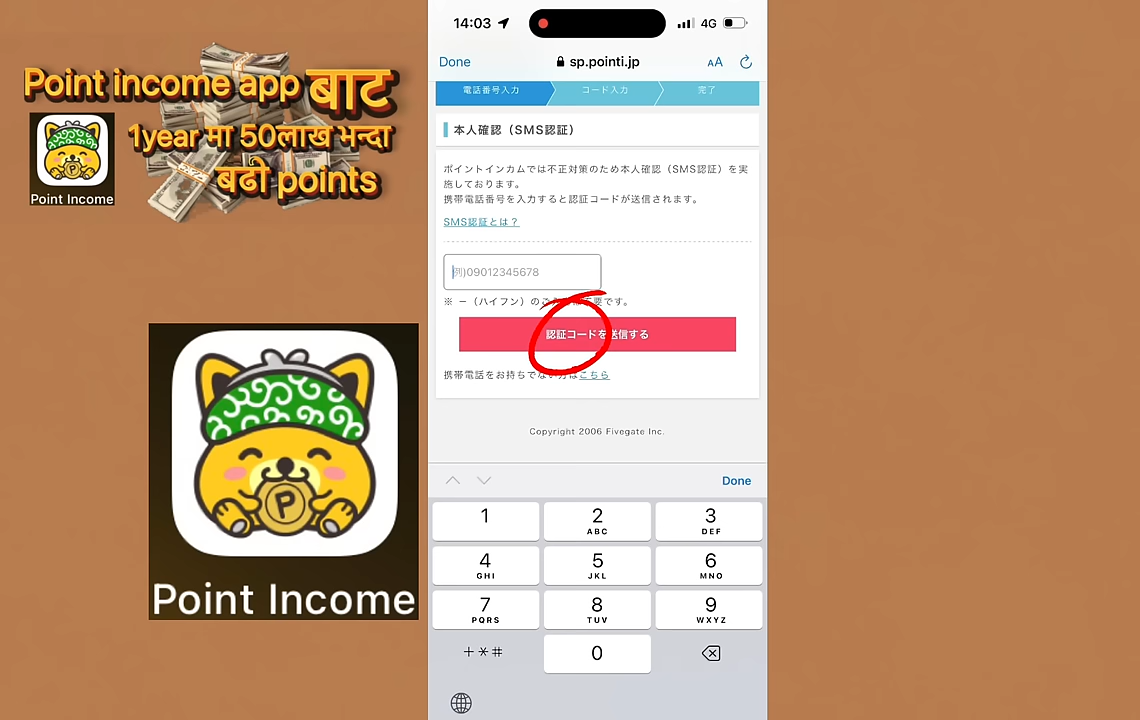 Point income app बाट
1year मा 50लाख भन्दा
बढी points
Point Income
Point Income
14:03
4G
Done
sp.pointi.jp
AA
電話番号入力
コード入力
完了
本人確認（SMS認証）
ポイントインカムでは不正対策のため本人確認（SMS認証）を実
施しております。
携帯電話番号を入力すると認証コードが送信されます。
SMS認証とは？
例)09012345678
※ −（ハイフン）のご
要です。
認証コードを送信する
携帯電話をお持ちでない方はこちら
Copyright 2006 Fivegate Inc.
Done
1
2
ABC
3
DEF
4
GHI
5
JKL
6
MNO
7
PQRS
8
TUV
9
WXYZ
+*#
0
P